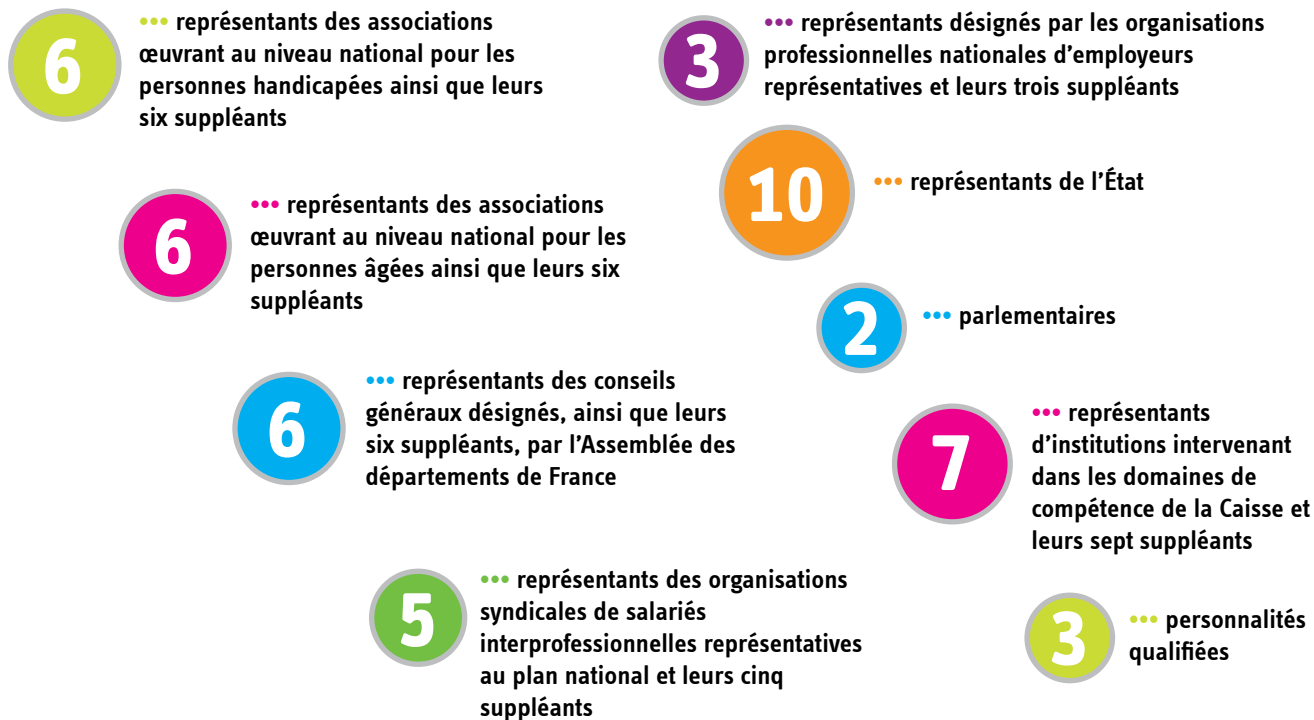 6
••• représentants des associations
œuvrant au niveau national pour les
personnes handicapées ainsi que leurs
six suppléants
6
••• représentants des associations
œuvrant au niveau national pour les
personnes âgées ainsi que leurs six
suppléants
6
••• représentants des conseils
généraux désignés, ainsi que leurs
six suppléants, par l’Assemblée des
départements de France
5
••• représentants des organisations
syndicales de salariés
interprofessionnelles représentatives
au plan national et leurs cinq
suppléants
3
••• représentants désignés par les organisations
professionnelles nationales d’employeurs
représentatives et leurs trois suppléants
10
••• représentants de l’État
2
••• parlementaires
7
••• représentants
d’institutions intervenant
dans les domaines de
compétence de la Caisse et
leurs sept suppléants
3
••• personnalités
qualifiées